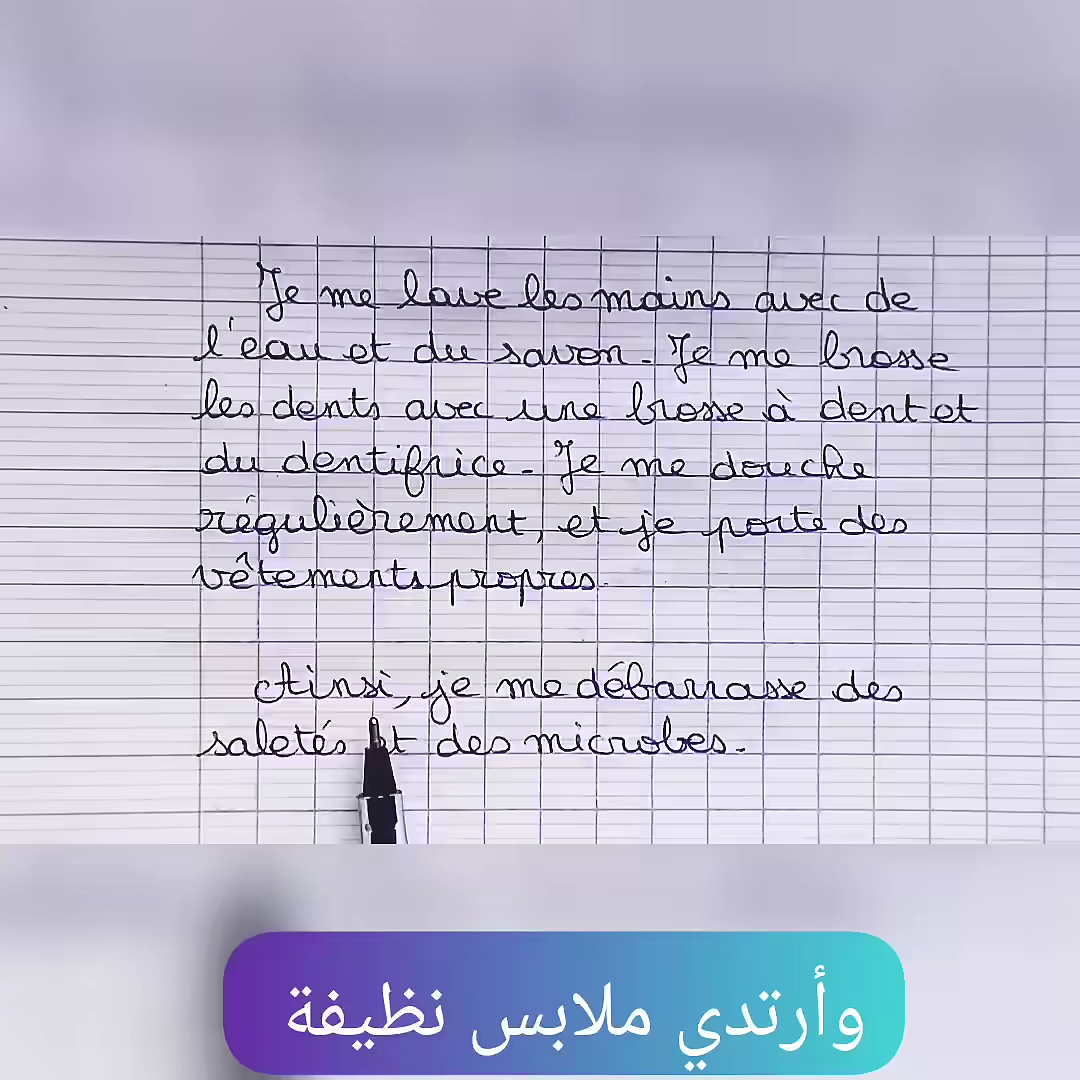 Je me lave les mains avec de
l'eau et du savon. Je me brosse
les dents avec une brosse à dent et
du dentifrice. Je me douche
régulièrement, et je porte des
vêtements propres.
Ainsi, je me débarrasse des
saletés et des microbes.
وأرتدي ملابس نظيفة